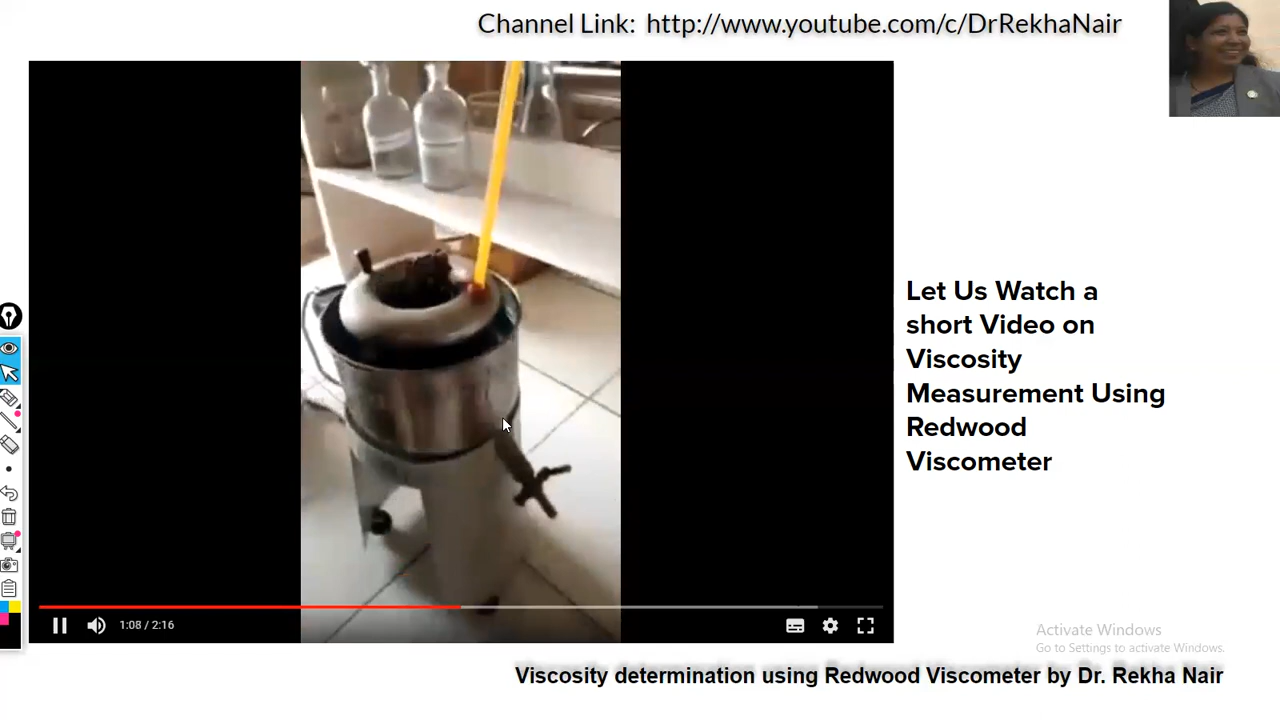 Channel Link: http://www.youtube.com/c/DrRekhaNair
Let Us Watch a
short Video on
Viscosity
Measurement Using
Redwood
Viscometer
1:08 / 2:16
Activate Windows
Go to Settings to activate Windows.
Viscosity determination using Redwood Viscometer by Dr. Rekha Nair